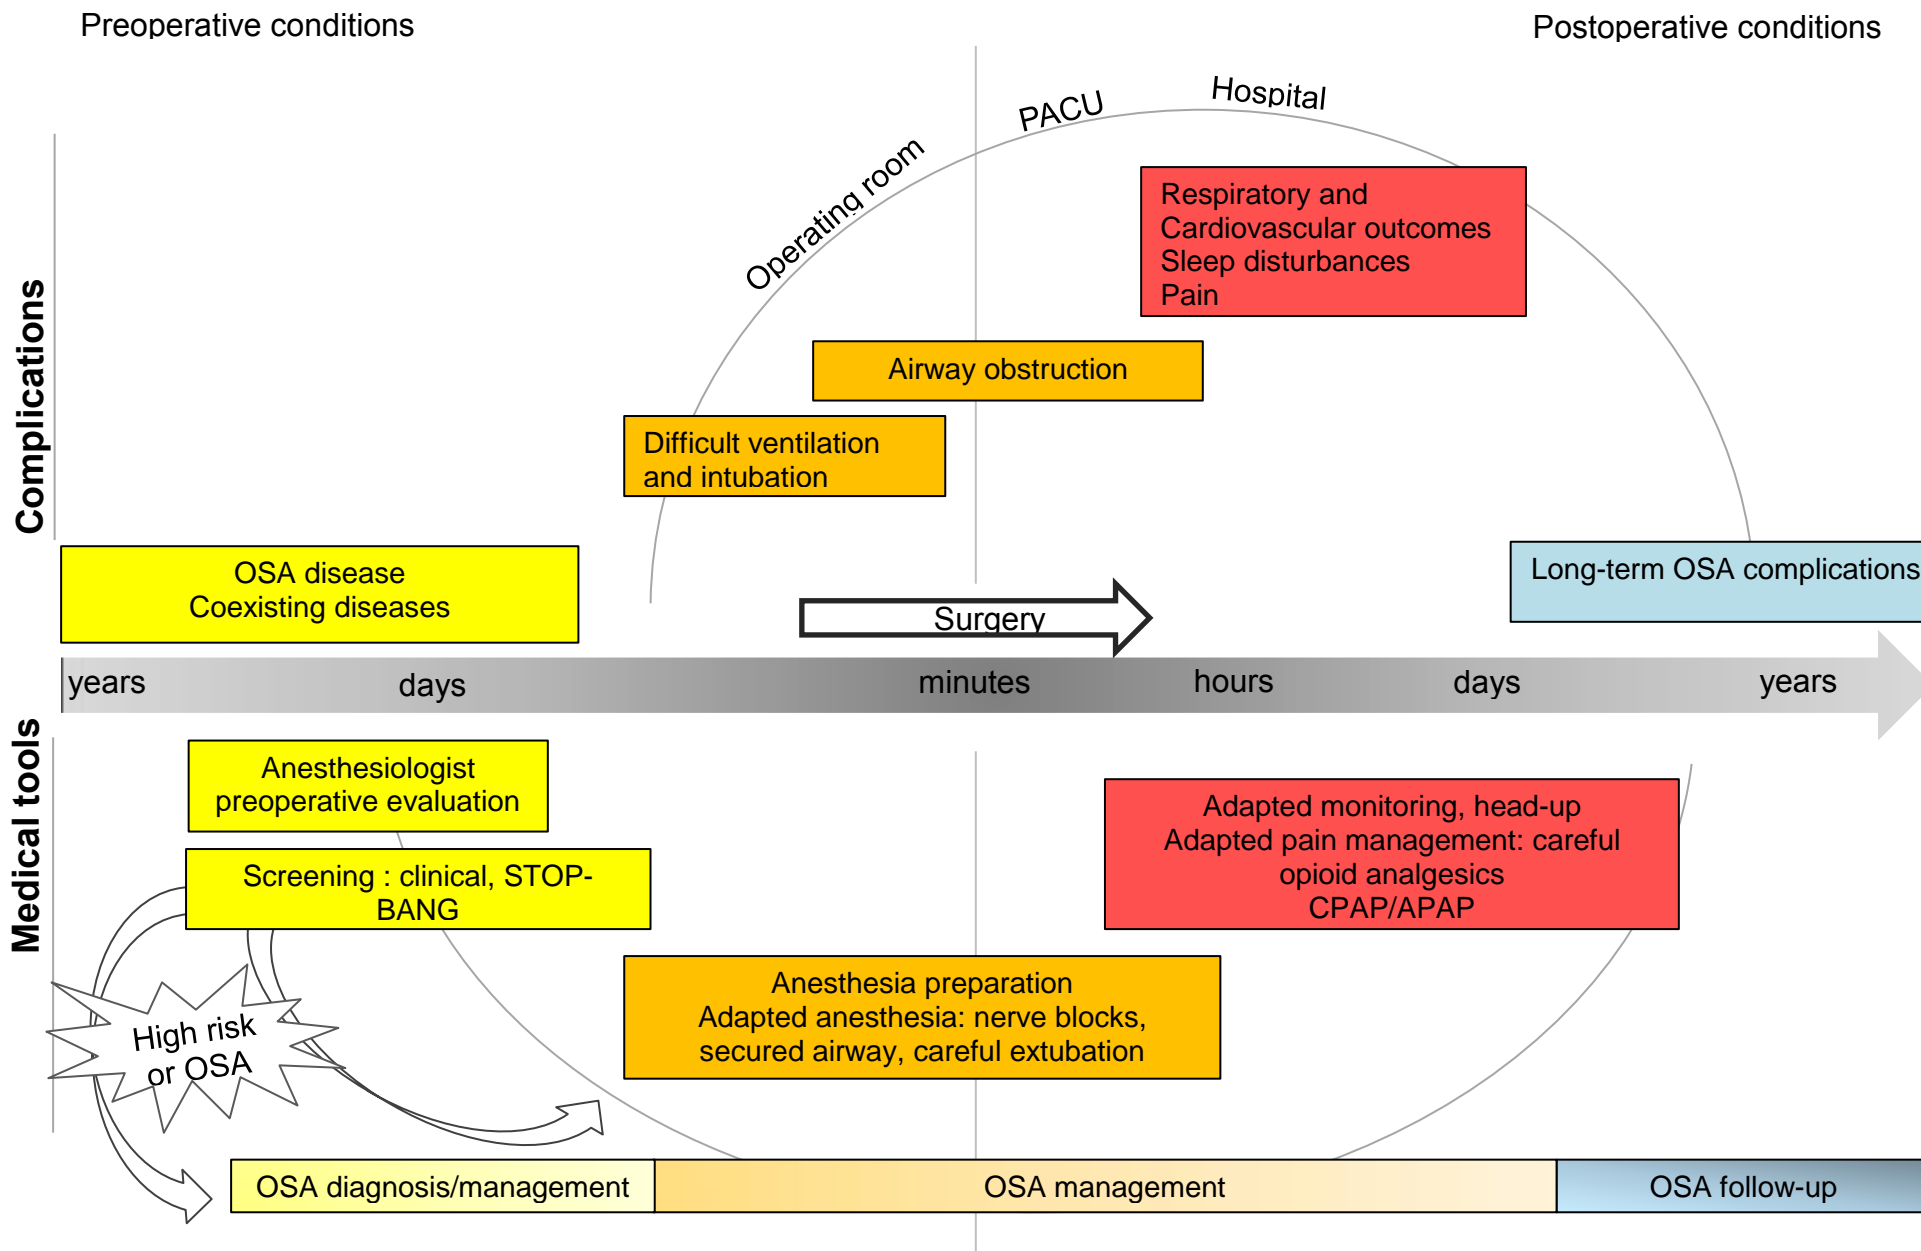 Preoperative conditions
Postoperative conditions
Operating room
PACU
Hospital
Complications
Respiratory and
Cardiovascular outcomes
Sleep disturbances
Pain
Airway obstruction
Difficult ventilation
and intubation
OSA disease
Coexisting diseases
Long-term OSA complications
Surgery
years
days
minutes
hours
days
years
Medical tools
Anesthesiologist
preoperative evaluation
Screening : clinical, STOP-
BANG
High risk
or OSA
Adapted monitoring, head-up
Adapted pain management: careful
opioid analgesics
CPAP/APAP
Anesthesia preparation
Adapted anesthesia: nerve blocks,
secured airway, careful extubation
OSA diagnosis/management
OSA management
OSA follow-up